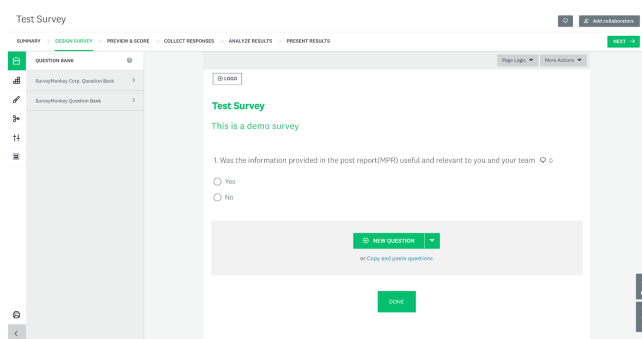 Test Survey
Add collaborators
SUMMARY → DESIGN SURVEY → PREVIEW & SCORE → COLLECT RESPONSES → ANALYZE RESULTS → PRESENT RESULTS
NEXT →
QUESTION BANK
Page Logic
More Actions
SurveyMonkey Corp. Question Bank
LOGO
SurveyMonkey Question Bank
Test Survey
This is a demo survey
1. Was the information provided in the post report(MPR) useful and relevant to you and your team 0
Yes
No
NEW QUESTION
or Copy and paste questions
DONE